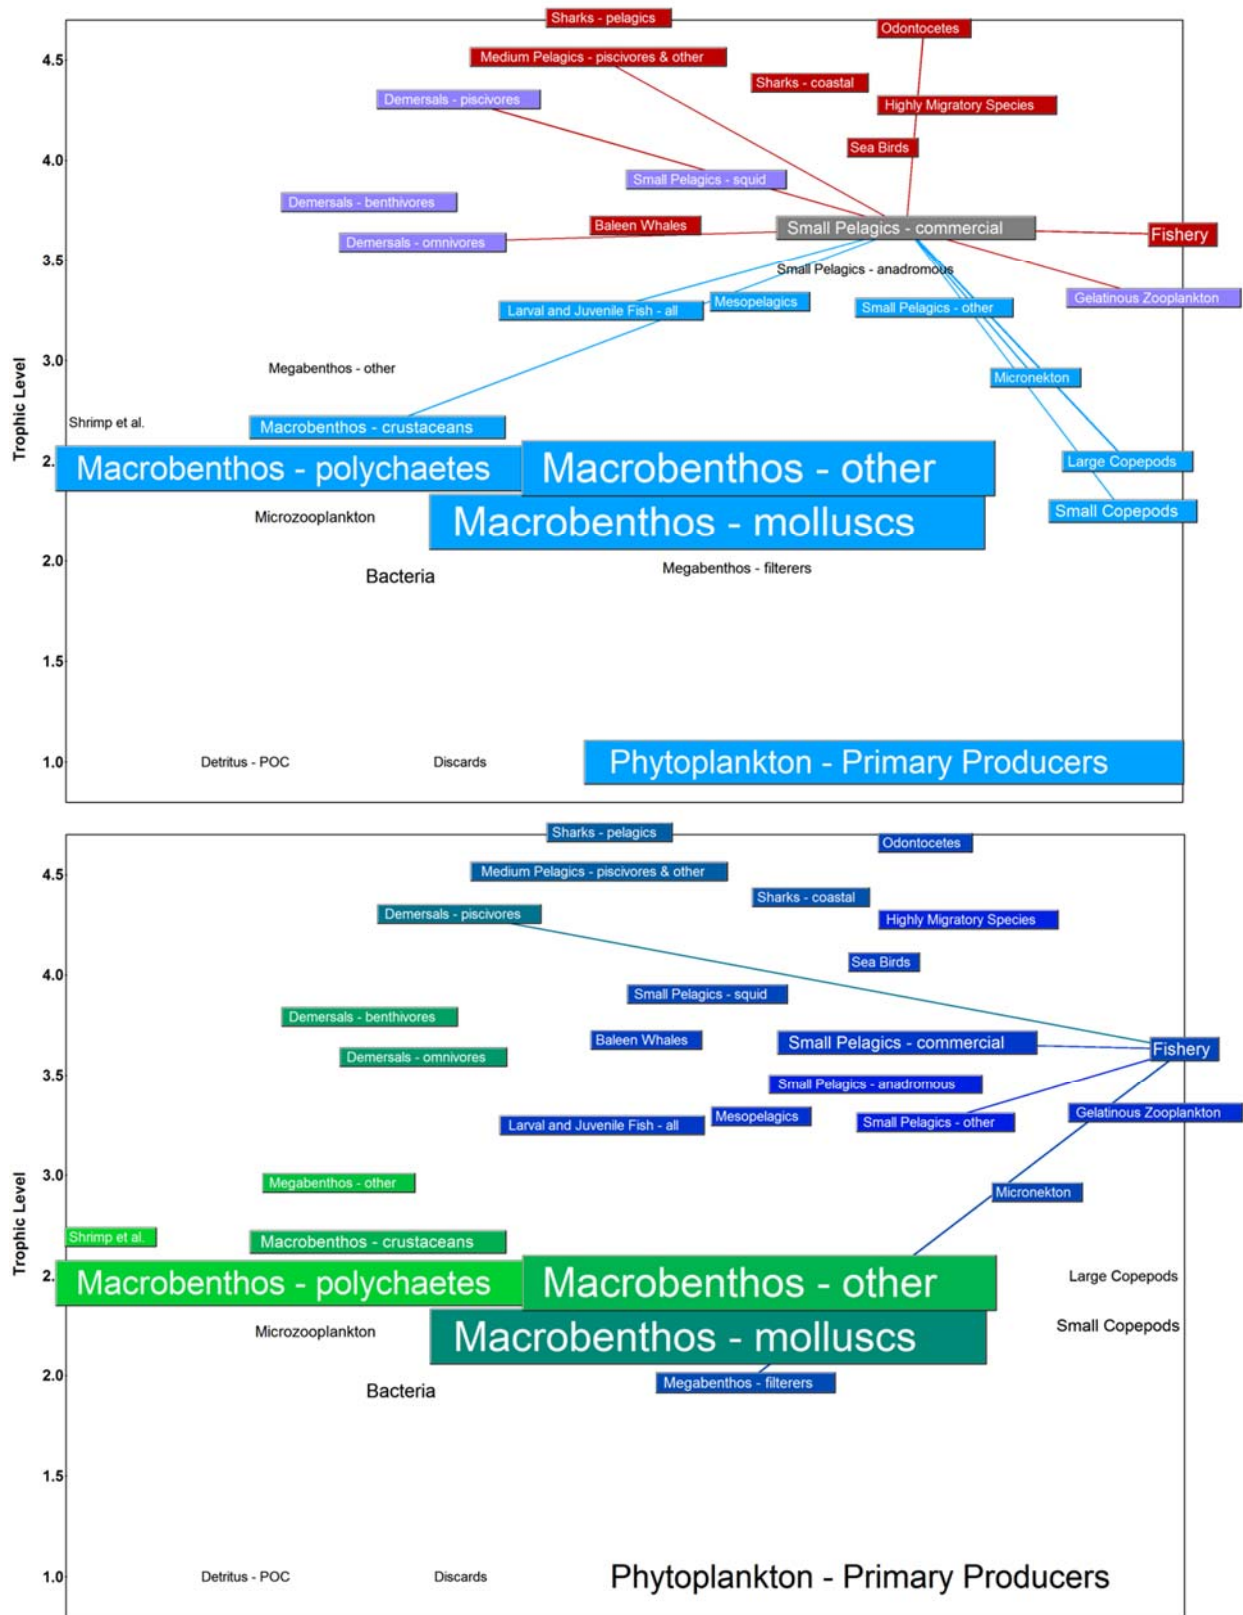 Sharks - pelagics
Odontocetes
4.5
Medium Pelagics - piscivores & other
Sharks - coastal
Demersals - piscivores
Highly Migratory Species
4.0
Sea Birds
Small Pelagics - squid
Demersals - benthivores
Baleen Whales
Small Pelagics - commercial
Fishery
Demersals - omnivores
3.5
Small Pelagics - anadromous
Gelatinous Zooplankton
Larval and Juvenile Fish - all
Mesopelagics
Small Pelagics - other
3.0
Megabenthos - other
Micronekton
Trophic Level
Shrimp et al.
Macrobenthos - crustaceans
2.
Macrobenthos - polychaetes
Macrobenthos - other
Large Copepods
Microzooplankton
Macrobenthos - molluscs
Small Copepods
2.0
Bacteria
Megabenthos - filterers
1.5
1.0
Detritus - POC
Discards
Phytoplankton - Primary Producers
Sharks - pelagics
Odontocetes
4.5
Medium Pelagics - piscivores & other
Sharks - coastal
Demersals - piscivores
Highly Migratory Species
4.0
Sea Birds
Small Pelagics - squid
Demersals - benthivores
Baleen Whales
Small Pelagics - commercial
Fishery
Demersals - omnivores
3.5
Small Pelagics - anadromous
Gelatinous Zooplankton
Larval and Juvenile Fish - all
Mesopelagics
Small Pelagics - other
3.0
Megabenthos - other
Micronekton
Trophic Level
Shrimp et al.
Macrobenthos - crustaceans
2.
Macrobenthos - polychaetes
Macrobenthos - other
Large Copepods
Microzooplankton
Macrobenthos - molluscs
Small Copepods
2.0
Bacteria
Megabenthos - filterers
1.5
1.0
Detritus - POC
Discards
Phytoplankton - Primary Producers